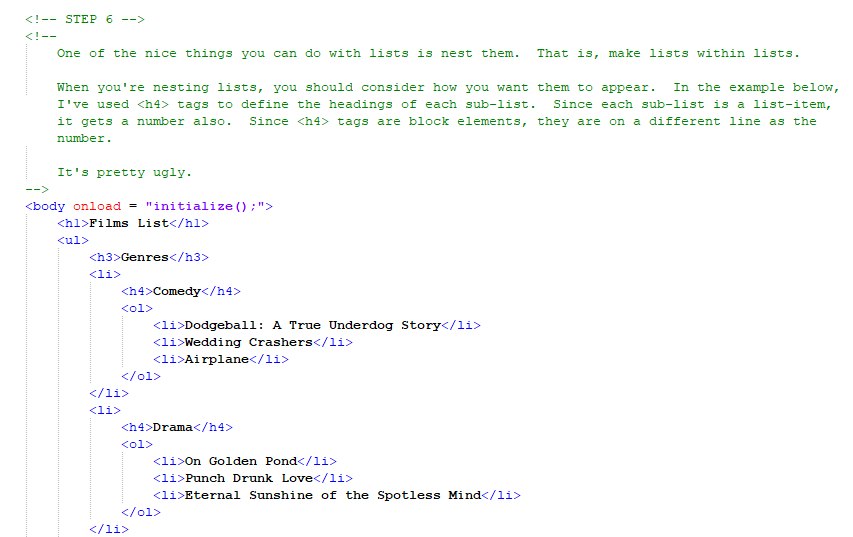 <!-- STEP 6 -->
<!--
One of the nice things you can do with lists is nest them.  That is, make lists within lists.
When you're nesting lists, you should consider how you want them to appear.  In the example below,
I've used <h4> tags to define the headings of each sub-list.  Since each sub-list is a list-item,
it gets a number also.  Since <h4> tags are block elements, they are on a different line as the
number.
It's pretty ugly.
-->
<body onload = "initialize();">
<h1>Films List</h1>
<ul>
<h3>Genres</h3>
<li>
<h4>Comedy</h4>
<ol>
<li>Dodgeball: A True Underdog Story</li>
<li>Wedding Crashers</li>
<li>Airplane</li>
</ol>
</li>
<li>
<h4>Drama</h4>
<ol>
<li>On Golden Pond</li>
<li>Punch Drunk Love</li>
<li>Eternal Sunshine of the Spotless Mind</li>
</ol>
</li>